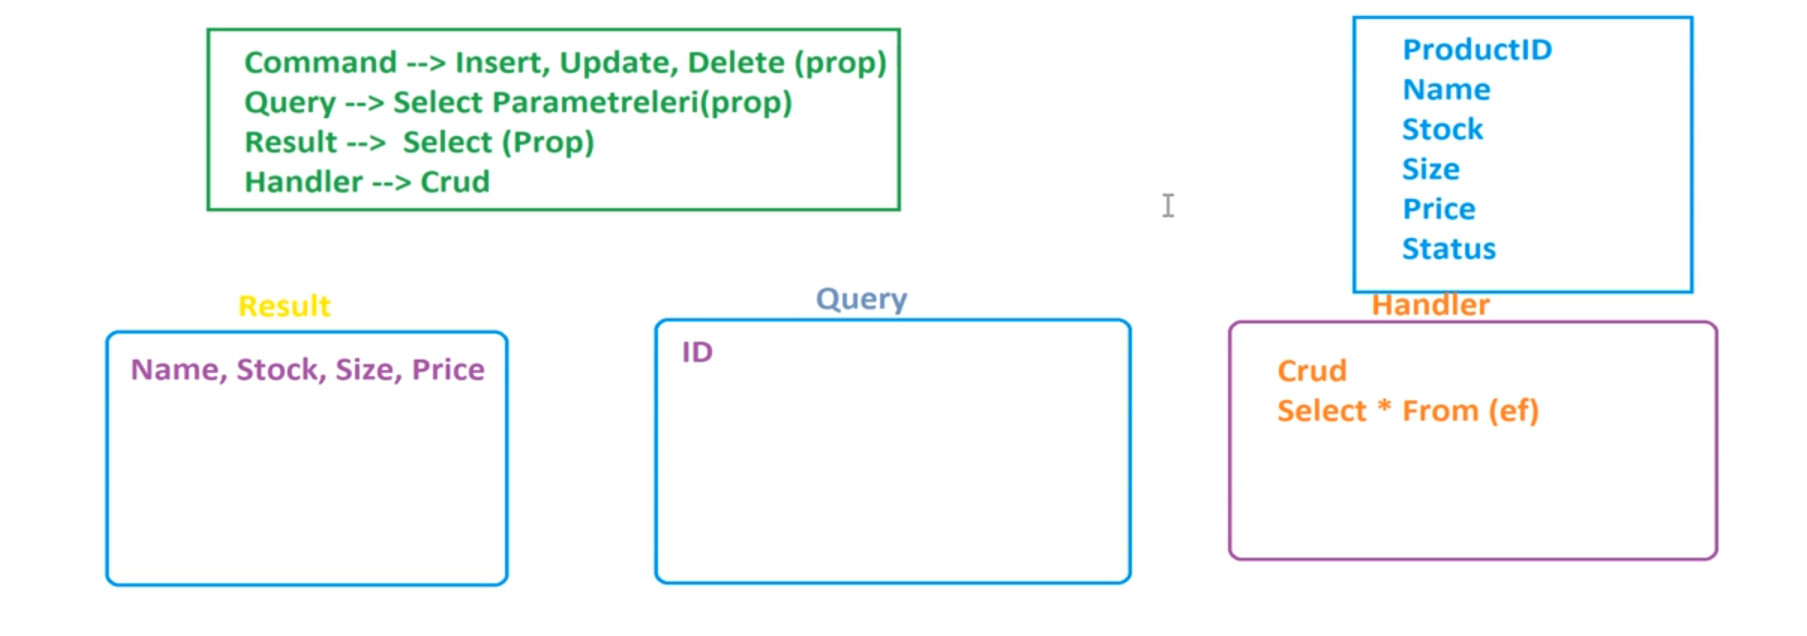 Command --> Insert, Update, Delete (prop)
Query --> Select Parametreleri(prop)
Result -->  Select (Prop)
Handler --> Crud
ProductID
Name
Stock
Size
Price
Status
Result
Name, Stock, Size, Price
Query
ID
Handler
Crud
Select * From (ef)